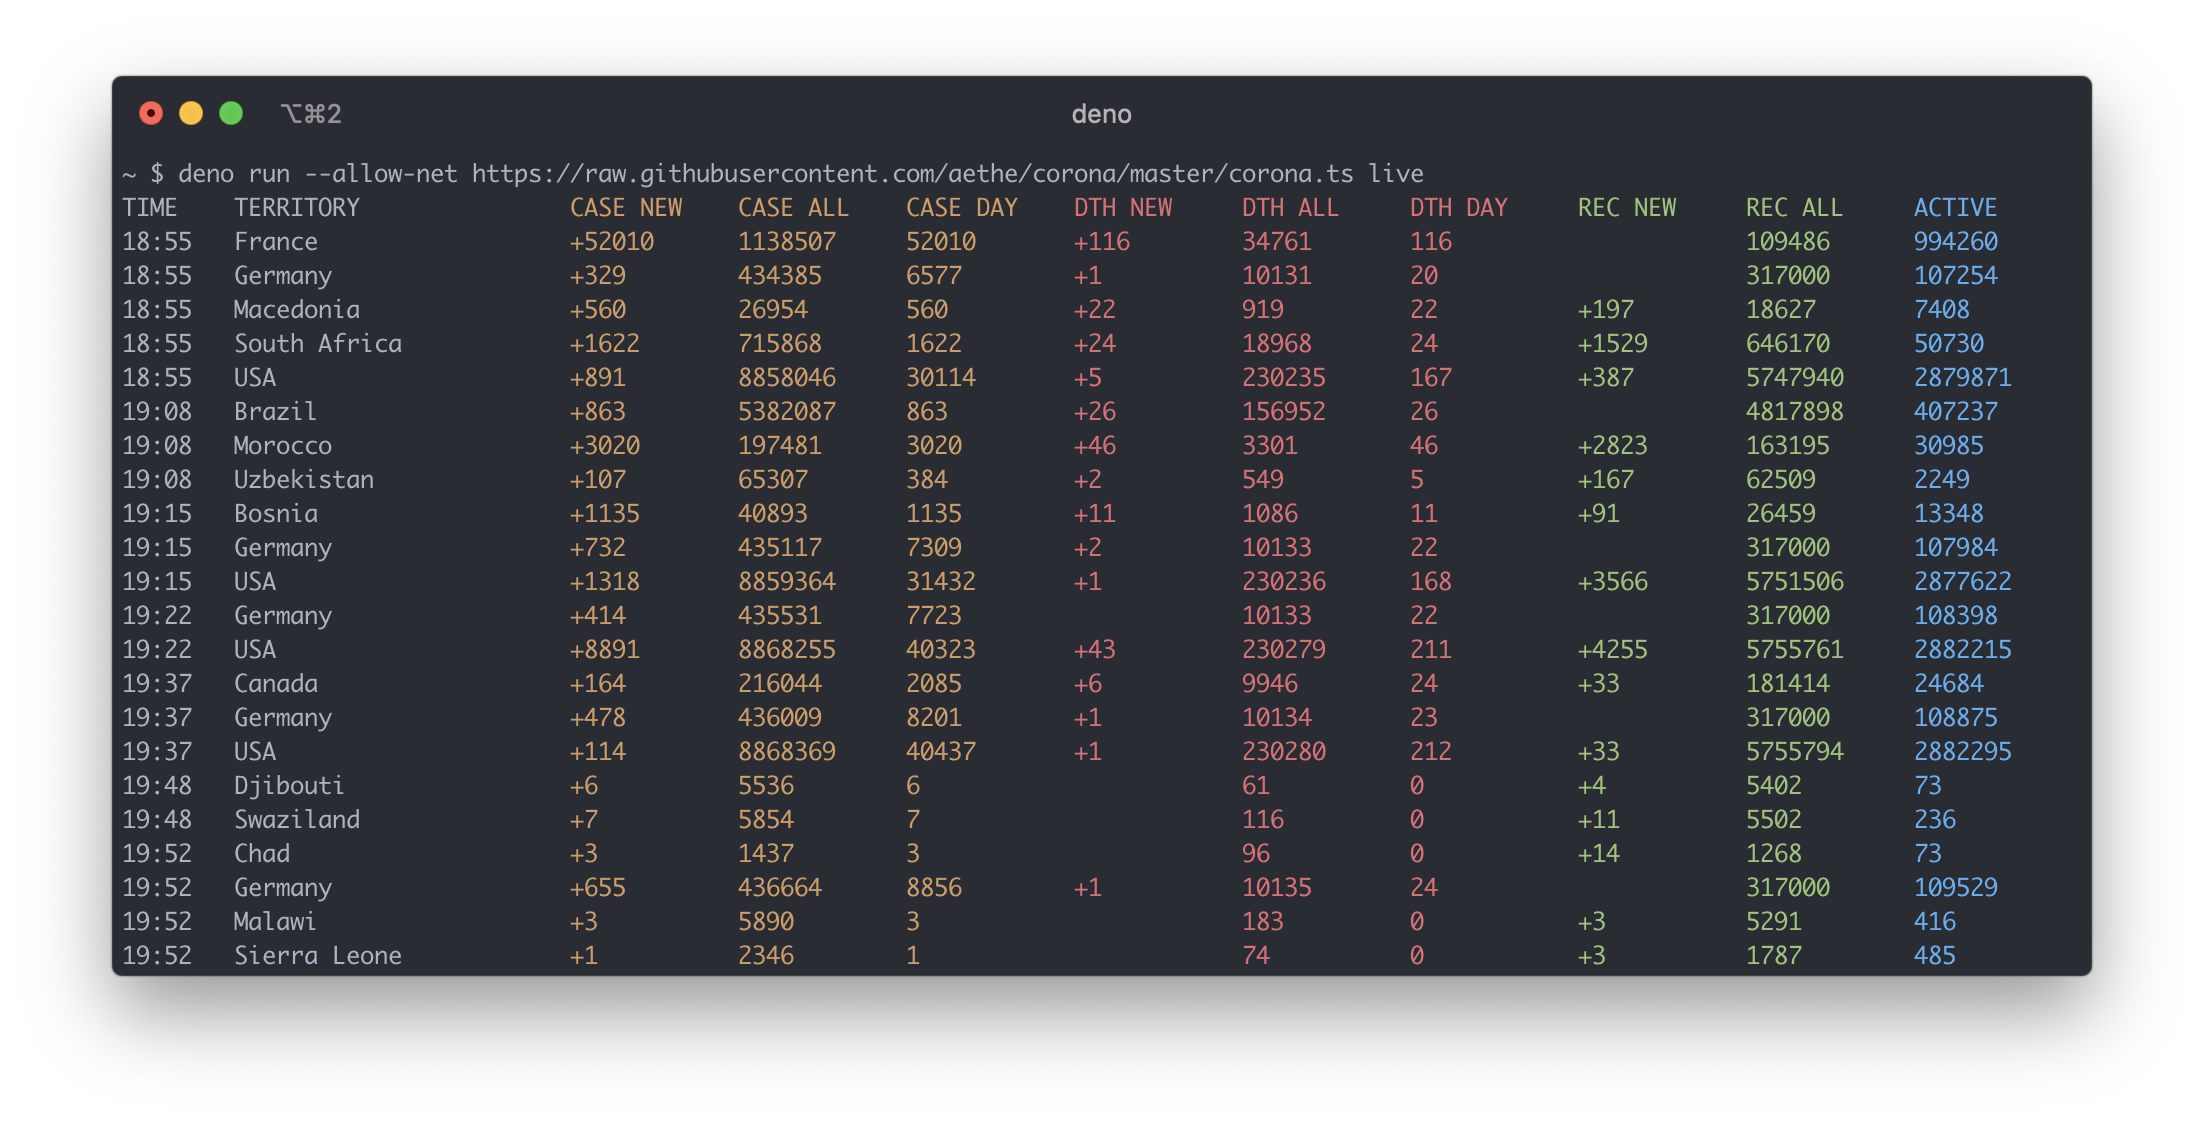 ⌥⌘2 deno
~ $ deno run --allow-net https://raw.githubusercontent.com/aethe/corona/master/corona.ts live
TIME TERRITORY CASE NEW CASE ALL CASE DAY DTH NEW DTH ALL DTH DAY REC NEW REC ALL ACTIVE
18:55 France +52010 1138507 52010 +116 34761 116 109486 994260
18:55 Germany +329 434385 6577 +1 10131 20 317000 107254
18:55 Macedonia +560 26954 560 +22 919 22 +197 18627 7408
18:55 South Africa +1622 715868 1622 +24 18968 24 +1529 646170 50730
18:55 USA +891 8858046 30114 +5 230235 167 +387 5747940 2879871
19:08 Brazil +863 5382087 863 +26 156952 26 4817898 407237
19:08 Morocco +3020 197481 3020 +46 3301 46 +2823 163195 30985
19:08 Uzbekistan +107 65307 384 +2 549 5 +167 62509 2249
19:15 Bosnia +1135 40893 1135 +11 1086 11 +91 26459 13348
19:15 Germany +732 435117 7309 +2 10133 22 317000 107984
19:15 USA +1318 8859364 31432 +1 230236 168 +3566 5751506 2877622
19:22 Germany +414 435531 7723 10133 22 317000 108398
19:22 USA +8891 8868255 40323 +43 230279 211 +4255 5755761 2882215
19:37 Canada +164 216044 2085 +6 9946 24 +33 181414 24684
19:37 Germany +478 436009 8201 +1 10134 23 317000 108875
19:37 USA +114 8868369 40437 +1 230280 212 +33 5755794 2882295
19:48 Djibouti +6 5536 6 61 0 +4 5402 73
19:48 Swaziland +7 5854 7 116 0 +11 5502 236
19:52 Chad +3 1437 3 96 0 +14 1268 73
19:52 Germany +655 436664 8856 +1 10135 24 317000 109529
19:52 Malawi +3 5890 3 183 0 +3 5291 416
19:52 Sierra Leone +1 2346 1 74 0 +3 1787 485